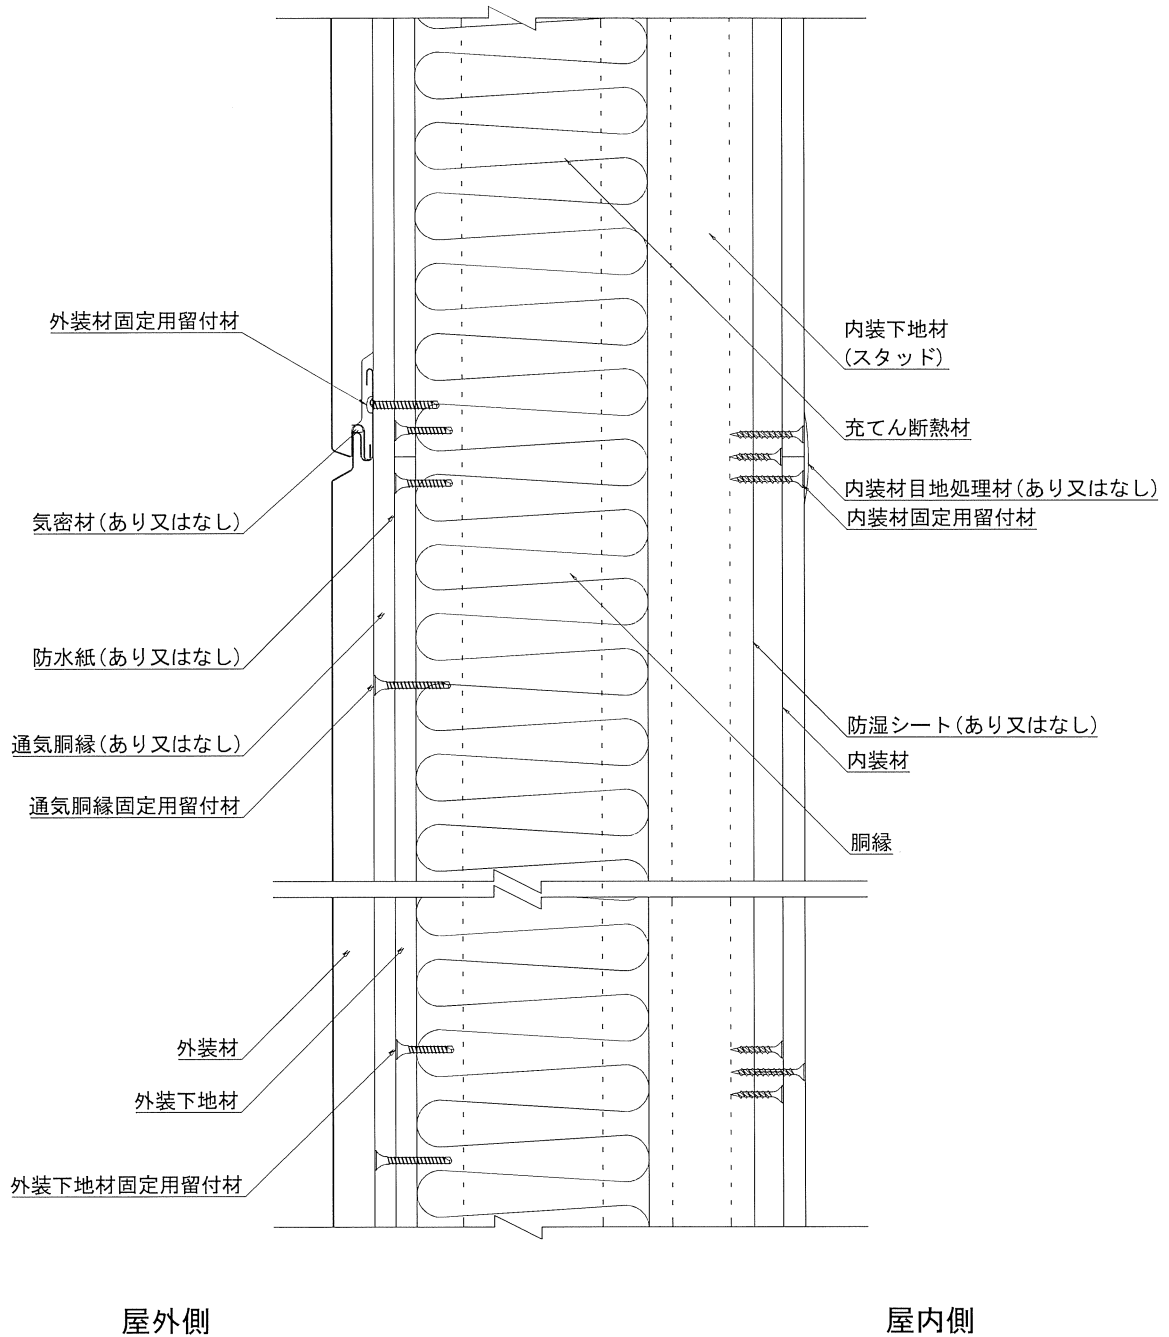 外装材固定用留付材
気密材(あり又はなし)
防水紙(あり又はなし)
通気胴縁(あり又はなし)
通気胴縁固定用留付材
外装材
外装下地材
外装下地材固定用留付材
内装下地材
(スタッド)
充てん断熱材
内装材目地処理材(あり又はなし)
内装材固定用留付材
防湿シート(あり又はなし)
内装材
胴縁
屋外側
屋内側